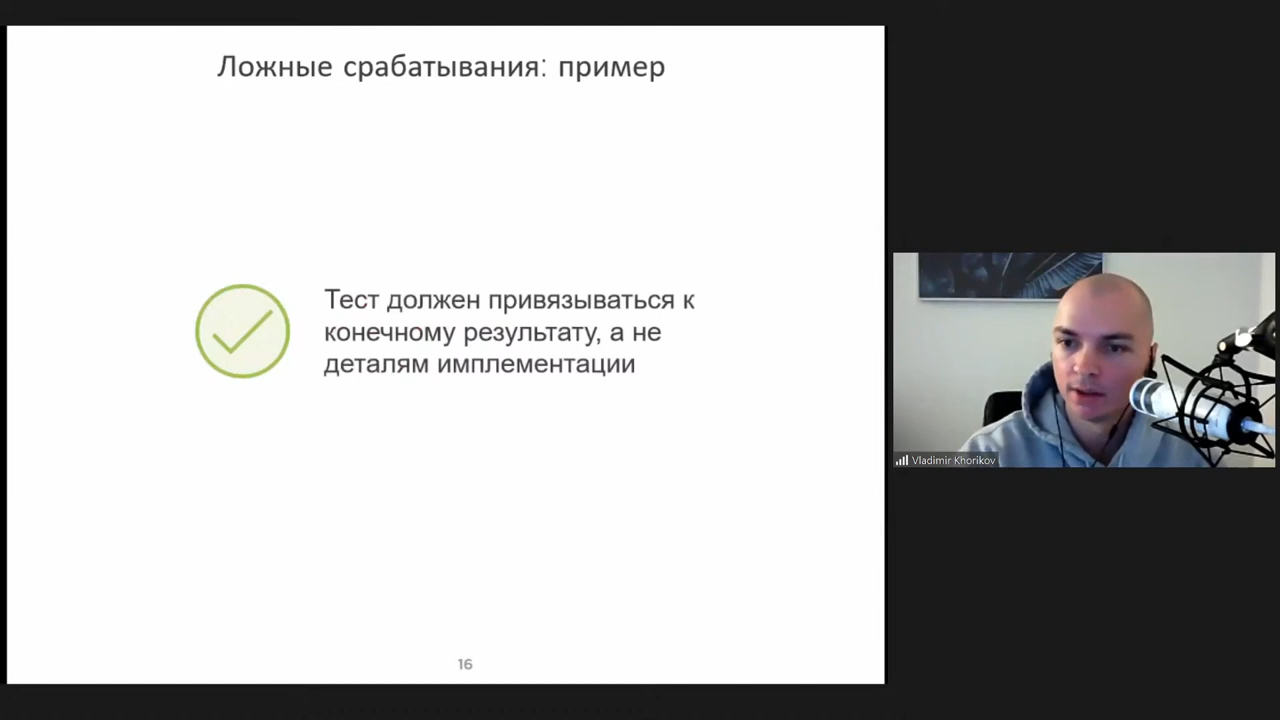 Ложные срабатывания: пример
Тест должен привязываться к
конечному результату, а не
деталям имплементации
16
Vladimir Khorikov